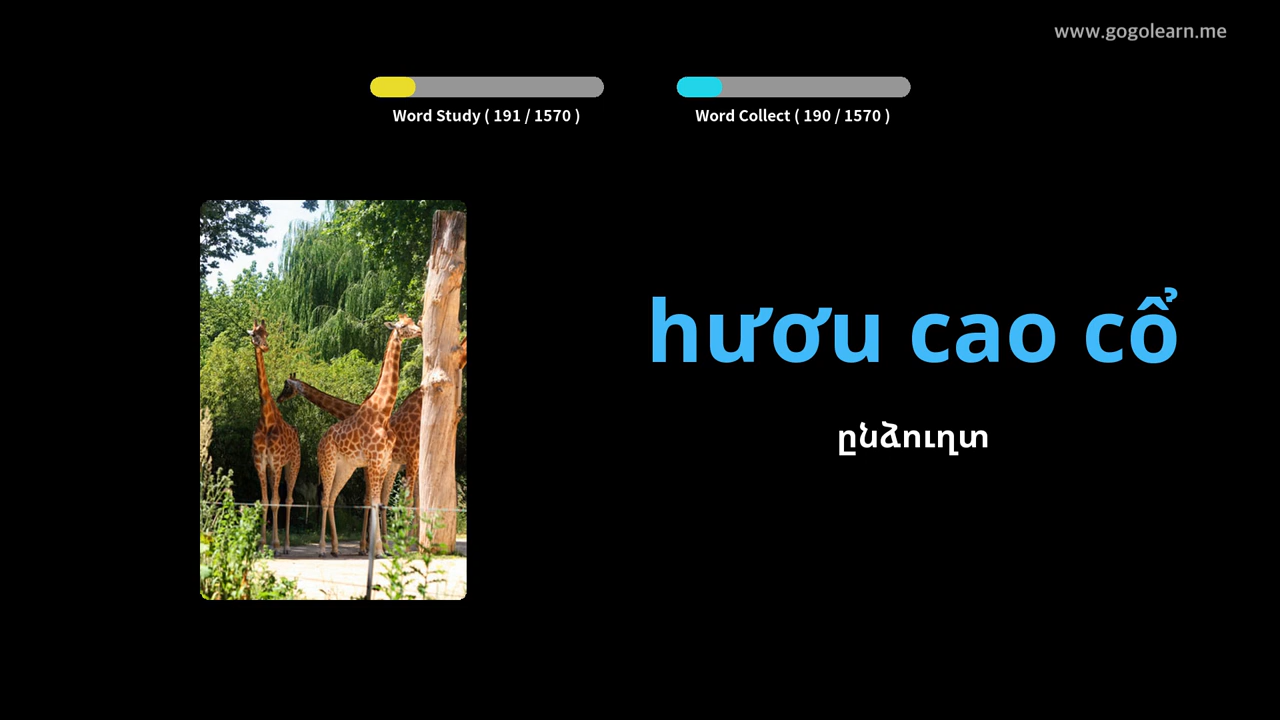 www.gogolearn.me
Word Study ( 191 / 1570 )
Word Collect ( 190 / 1570 )
hươu cao cổ
ընձուղտ